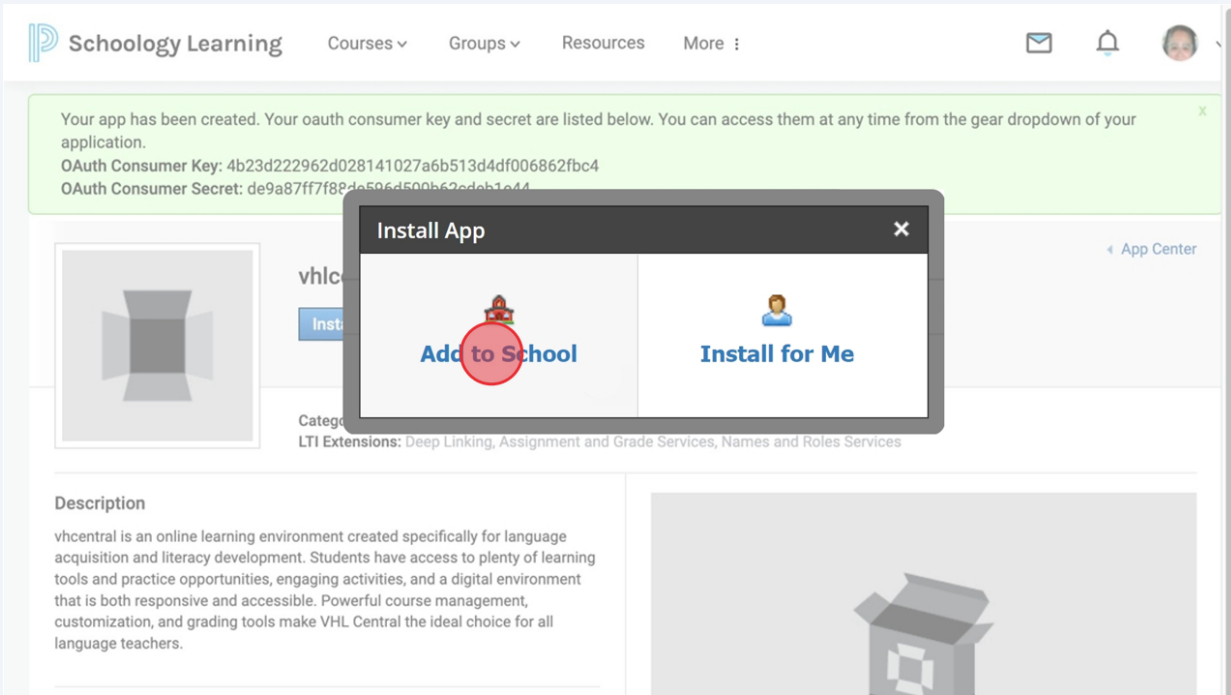 Schoology Learning
Courses
Groups
Resources
More
Your app has been created. Your oauth consumer key and secret are listed below. You can access them at any time from the gear dropdown of your
application.
OAuth Consumer Key: 4b23d222962d028141027a6b513d4df006862fbc4
OAuth Consumer Secret: de9a87ff7f88de596d500b62cdeb1e44
x
Install App
App Center
Add to School
Install for Me
LTI Extensions: Deep Linking, Assignment and Grade Services, Names and Roles Services
Description
vhcentral is an online learning environment created specifically for language
acquisition and literacy development. Students have access to plenty of learning
tools and practice opportunities, engaging activities, and a digital environment
that is both responsive and accessible. Powerful course management,
customization, and grading tools make VHL Central the ideal choice for all
language teachers.